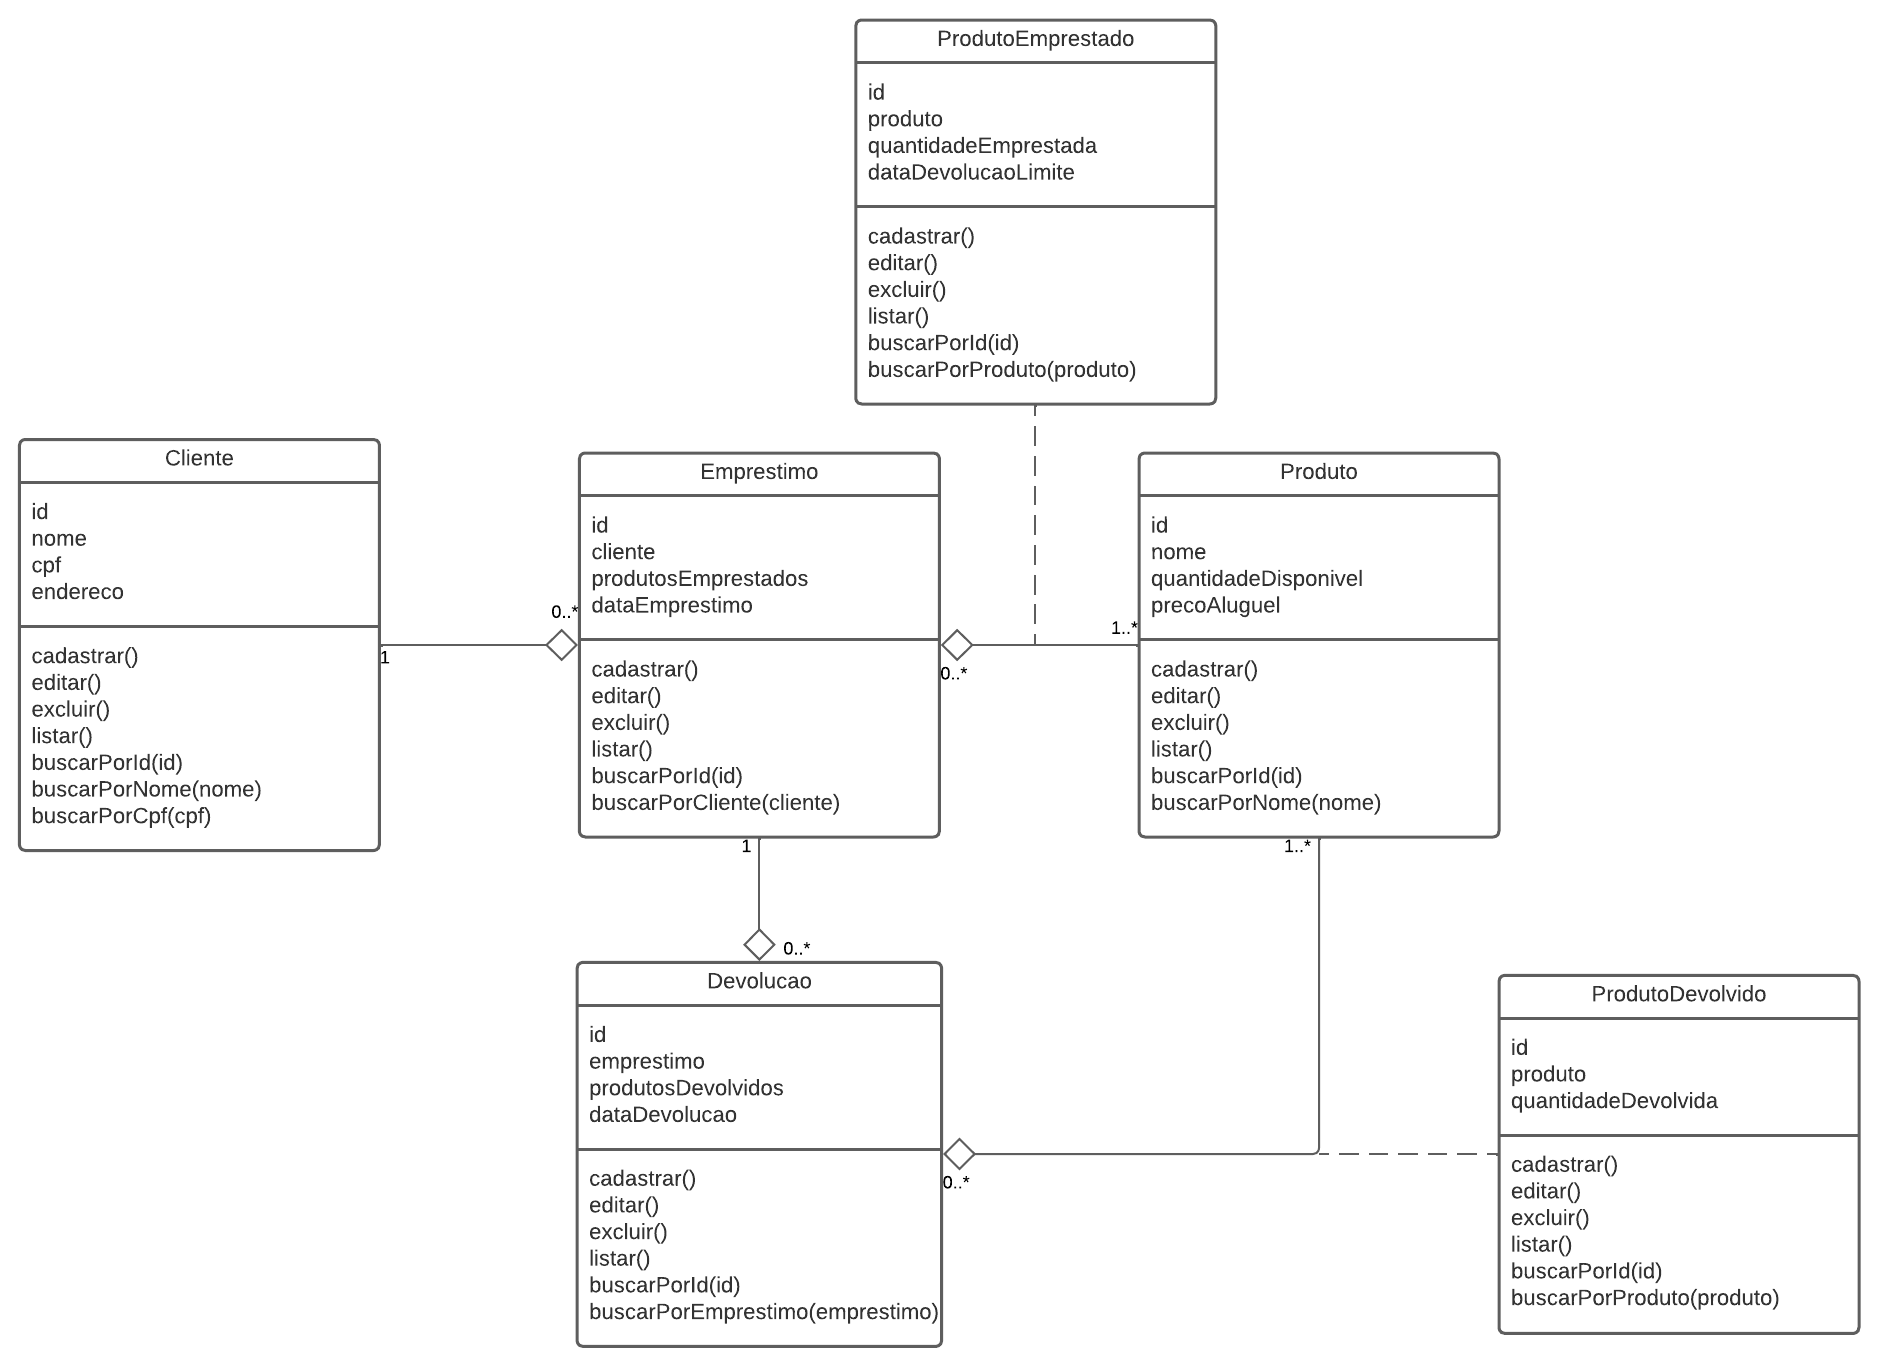 ProdutoEmprestado
id
produto
quantidadeEmprestada
dataDevolucaoLimite
cadastrar()
editar()
excluir()
listar()
buscarPorId(id)
buscarPorProduto(produto)
Cliente
id
nome
cpf
endereco
cadastrar()
editar()
excluir()
listar()
buscarPorId(id)
buscarPorNome(nome)
buscarPorCpf(cpf)
1
0..*
Emprestimo
id
cliente
produtosEmprestados
dataEmprestimo
cadastrar()
editar()
excluir()
listar()
buscarPorId(id)
buscarPorCliente(cliente)
0..*
1..*
Produto
id
nome
quantidadeDisponivel
precoAluguel
cadastrar()
editar()
excluir()
listar()
buscarPorId(id)
buscarPorNome(nome)
1
0..*
1..*
Devolucao
id
emprestimo
produtosDevolvidos
dataDevolucao
cadastrar()
editar()
excluir()
listar()
buscarPorId(id)
buscarPorEmprestimo(emprestimo)
0..*
ProdutoDevolvido
id
produto
quantidadeDevolvida
cadastrar()
editar()
excluir()
listar()
buscarPorId(id)
buscarPorProduto(produto)